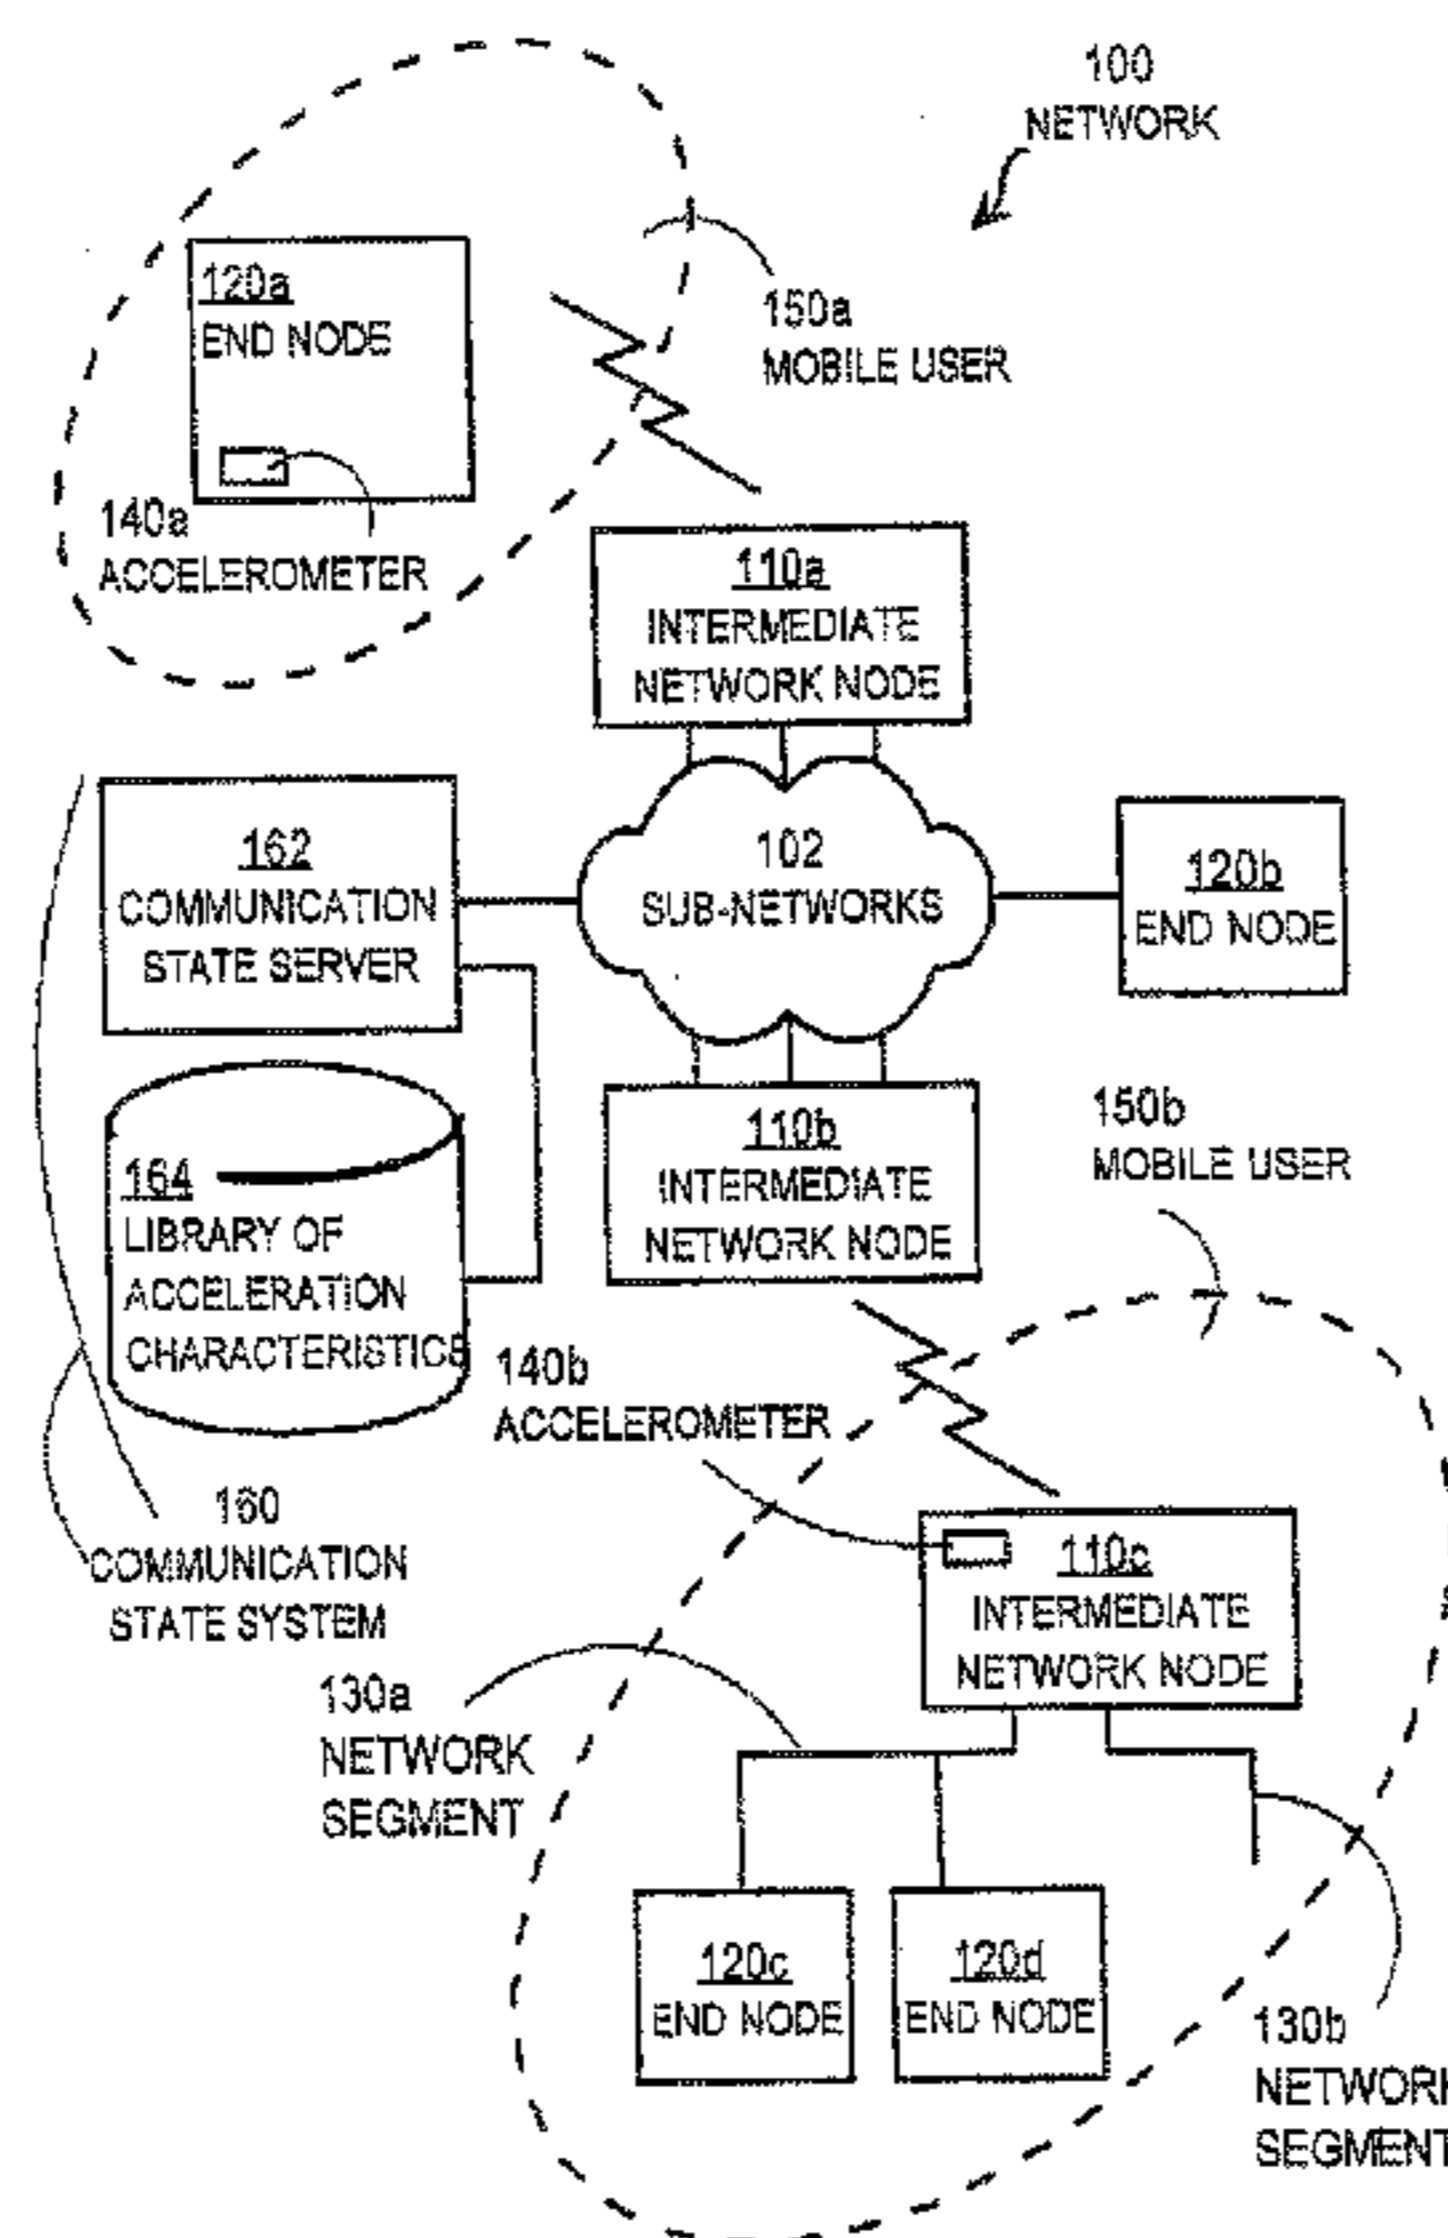 100
NETWORK
120a
END NODE
150a
MOBILE USER
140a
ACCELEROMETER
110a
INTERMEDIATE
NETWORK NODE
162
COMMUNICATION
STATE SERVER
102
SUB-NETWORKS
120b
END NODE
164
LIBRARY OF
ACCELERATION
CHARACTERISTICS
110b
INTERMEDIATE
NETWORK NODE
150b
MOBILE USER
140b
ACCELEROMETER
160
COMMUNICATION
STATE SYSTEM
110c
INTERMEDIATE
NETWORK NODE
130a
NETWORK
SEGMENT
120c
END NODE
120d
END NODE
130b
NETWORK
SEGMENT